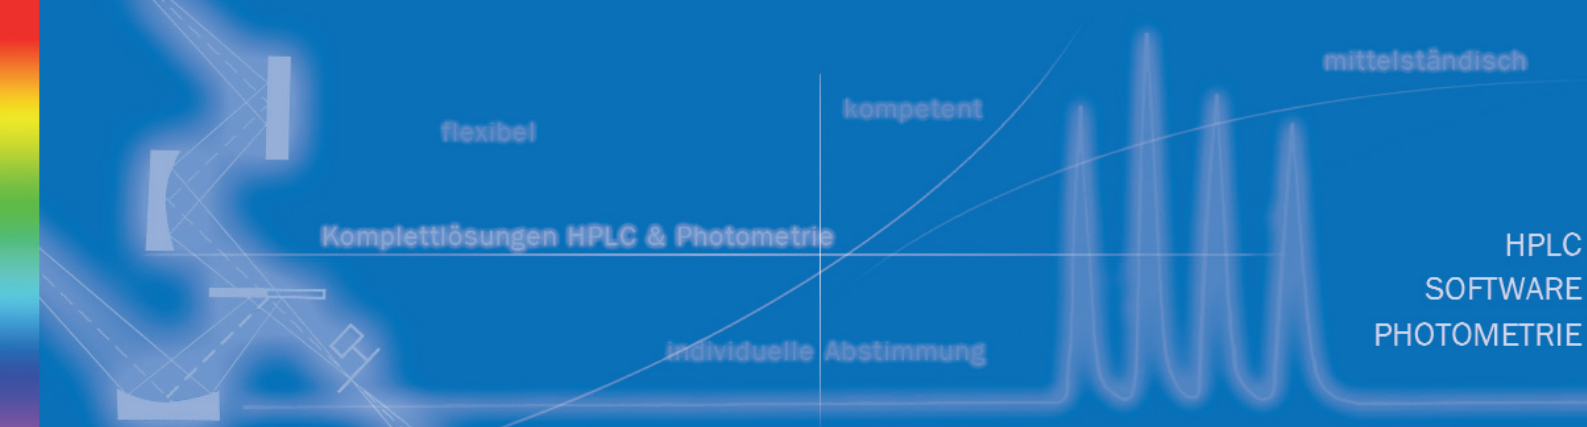 mittelständisch
kompetent
flexibel
Komplettlösungen HPLC & Photometrie
HPLC
SOFTWARE
PHOTOMETRIE
individuelle Abstimmung